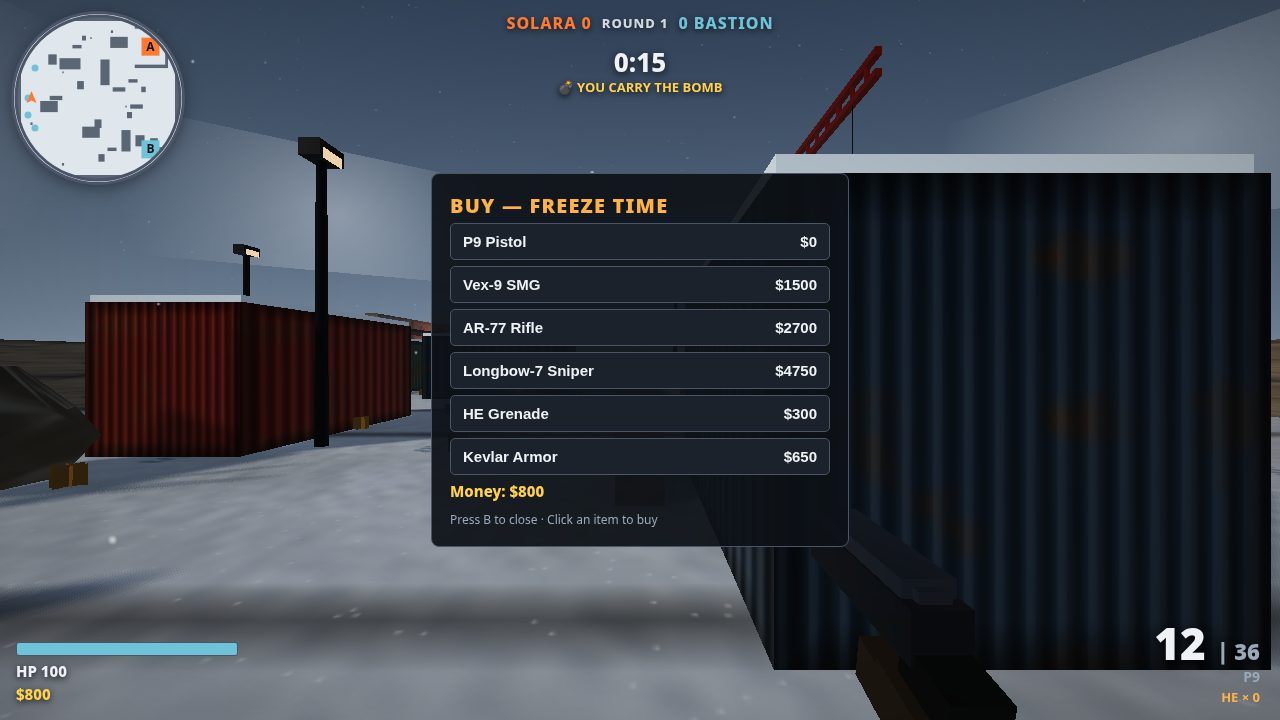 SOLARA 0 ROUND 1 0 BASTION
0:15
💣 YOU CARRY THE BOMB
A
B
BUY — FREEZE TIME
P9 Pistol $0
Vex-9 SMG $1500
AR-77 Rifle $2700
Longbow-7 Sniper $4750
HE Grenade $300
Kevlar Armor $650
Money: $800
Press B to close · Click an item to buy
HP 100
$800
12 | 36
P9
HE × 0